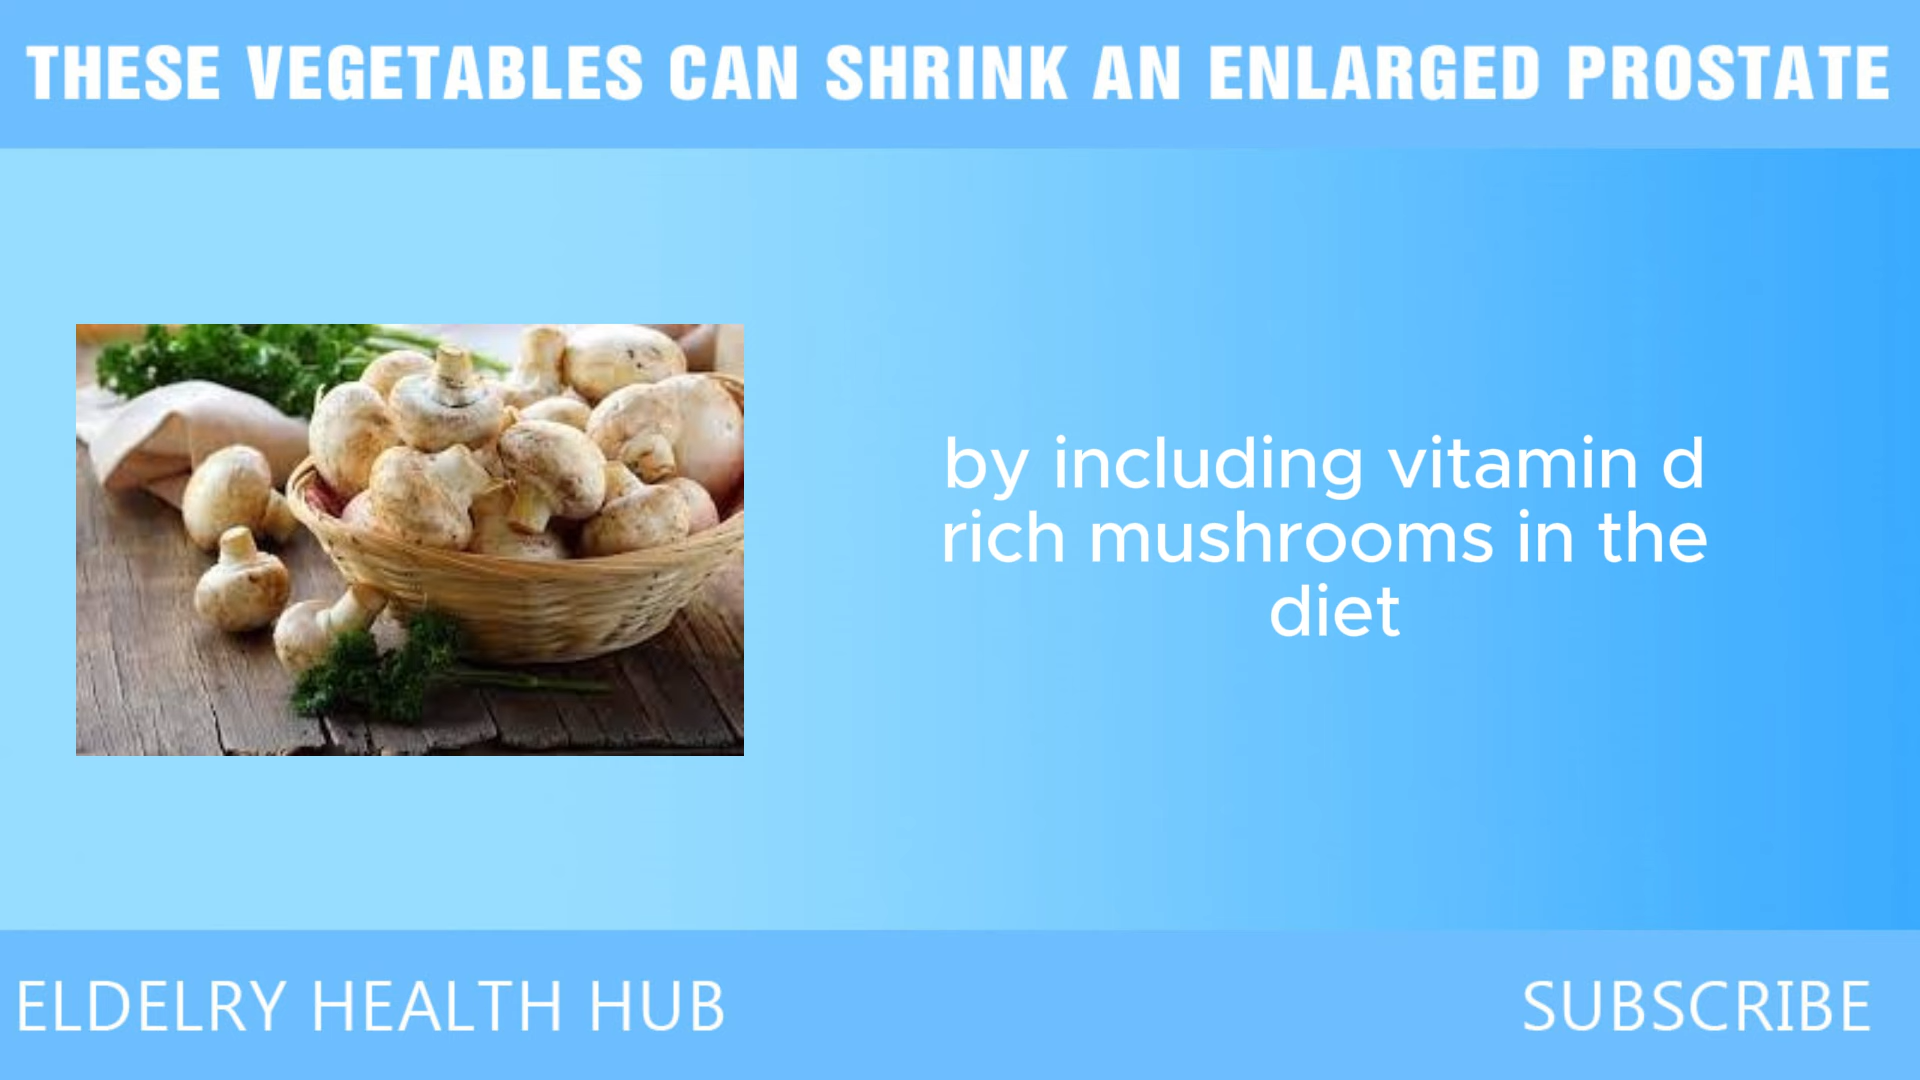 THESE VEGETABLES CAN SHRINK AN ENLARGED PROSTATE
by including vitamin d
rich mushrooms in the
diet
ELDELRY HEALTH HUB
SUBSCRIBE